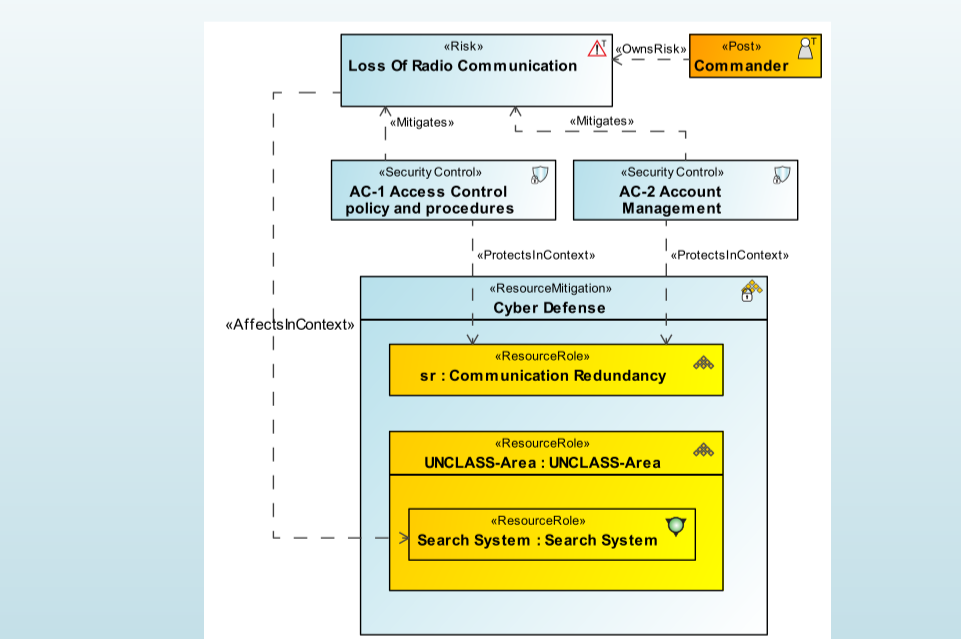 «Risk»
Loss Of Radio Communication
«OwnsRisk»
«Post»
Commander
«Mitigates»
«Mitigates»
«Security Control»
AC-1 Access Control
policy and procedures
«Security Control»
AC-2 Account
Management
«ProtectsInContext»
«ProtectsInContext»
«ResourceMitigation»
Cyber Defense
«AffectsInContext»
«ResourceRole»
sr : Communication Redundancy
«ResourceRole»
UNCLASS-Area : UNCLASS-Area
«ResourceRole»
Search System : Search System